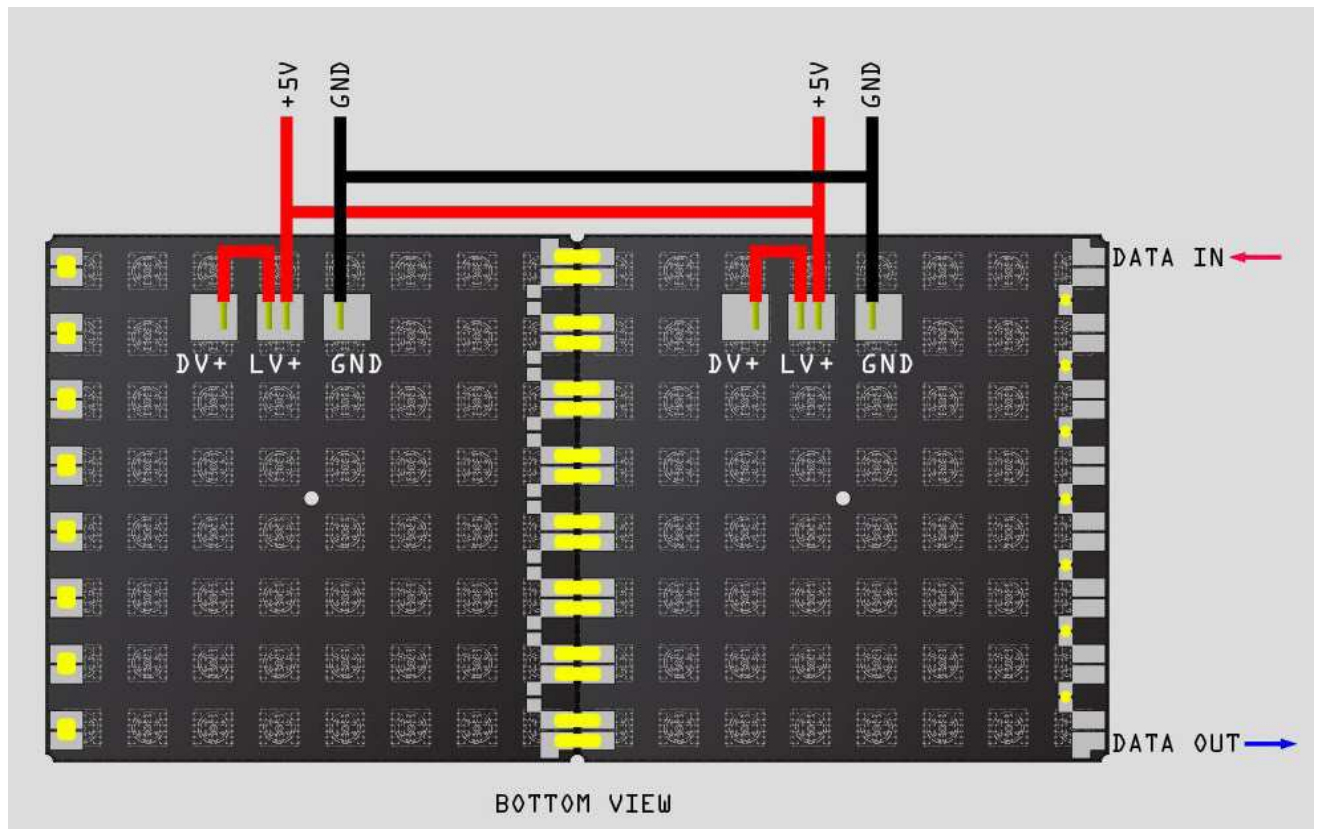 +5V
GND
+5V
GND
DATA IN
DV+ LV+ GND
DV+ LV+ GND
DATA OUT
BOTTOM VIEW